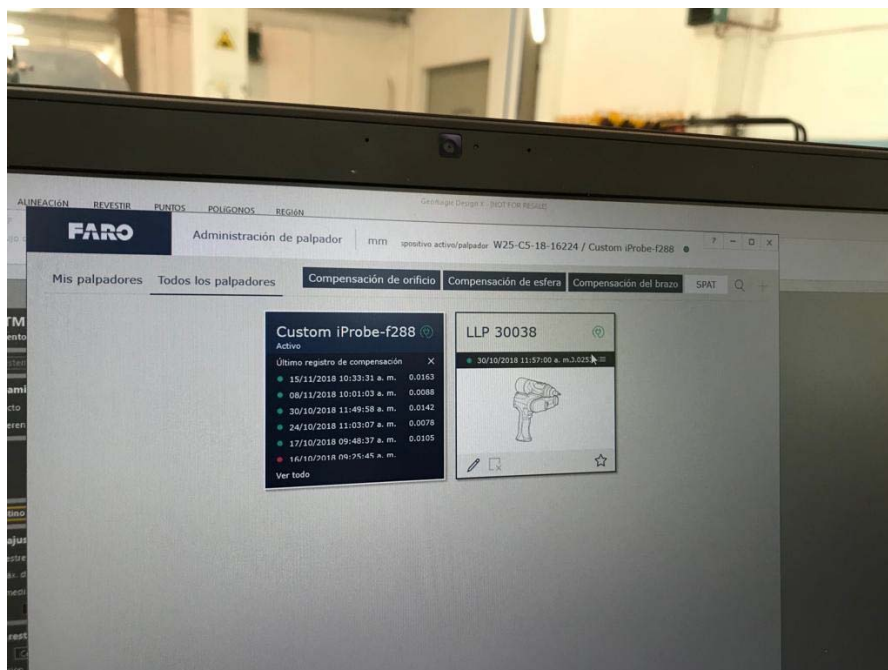 ALINEACIÓN REVESTIR PUNTOS POLÍGONOS REGIÓN
Geomagic Design X - [NOT FOR RESALE]
FARO
Administración de palpador mm
spositivo activo/palpador W25-C5-18-16224 / Custom iProbe-f288
? - □ X
Mis palpadores Todos los palpadores Compensación de orificio Compensación de esfera Compensación del brazo SPAT
Custom iProbe-f288
Activo
Último registro de compensación X
15/11/2018 10:33:31 a. m. 0.0163
08/11/2018 10:01:03 a. m. 0.0088
30/10/2018 11:49:58 a. m. 0.0142
24/10/2018 11:03:07 a. m. 0.0078
17/10/2018 09:48:37 a. m. 0.0105
16/10/2018 09:25:45 a. m.
Ver todo
LLP 30038
30/10/2018 11:57:00 a. m.